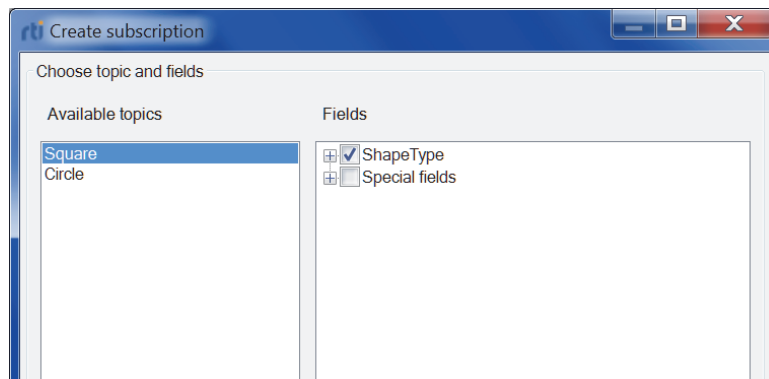 rti Create subscription
Choose topic and fields
Available topics
Fields
Square
Circle
ShapeType
Special fields